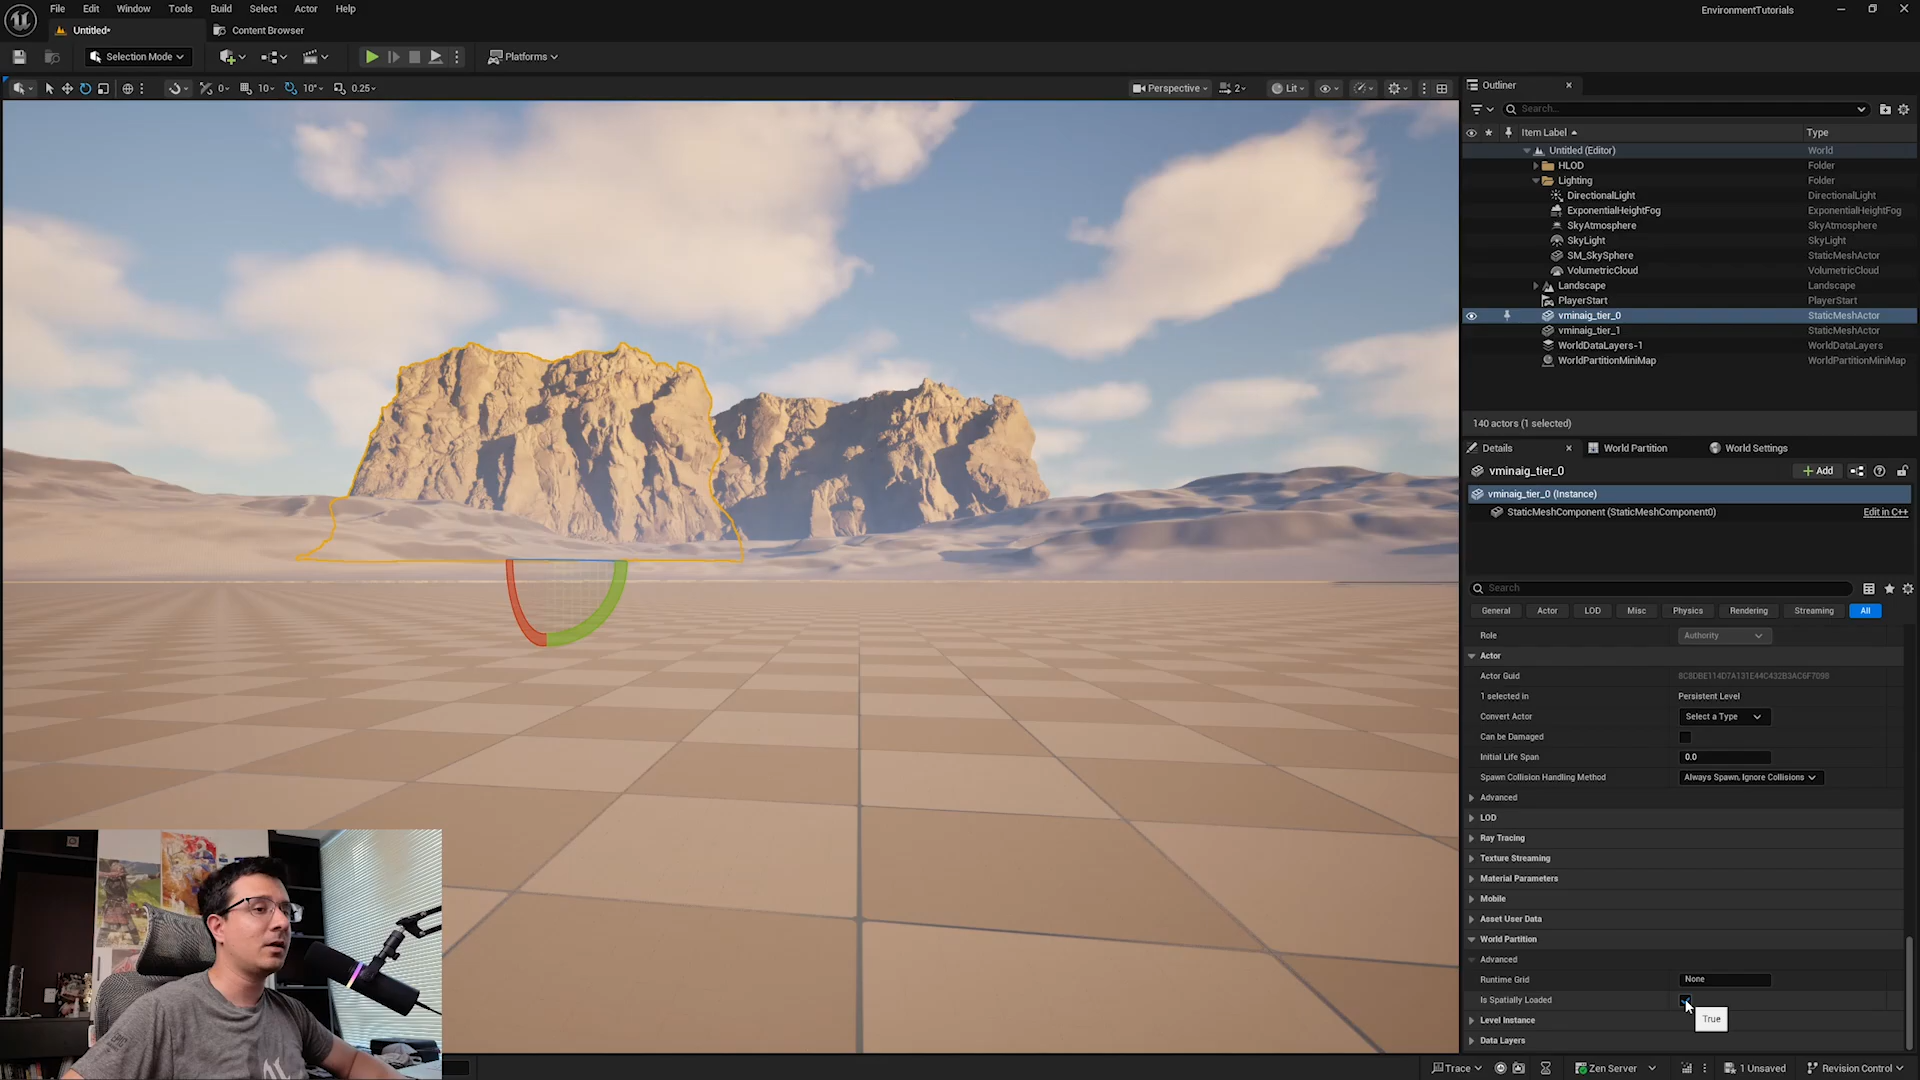 File Edit Window Tools Build Select Actor Help
EnvironmentTutorials
Untitled*
Content Browser
Selection Mode
Platforms
0 10 10° 0.25
Perspective 2 Lit
Outliner
Search...
Item Label Type
Untitled (Editor) World
HLOD Folder
Lighting Folder
DirectionalLight DirectionalLight
ExponentialHeightFog ExponentialHeightFog
SkyAtmosphere SkyAtmosphere
SkyLight SkyLight
SM_SkySphere StaticMeshActor
VolumetricCloud VolumetricCloud
Landscape Landscape
PlayerStart PlayerStart
vminaig_tier_0 StaticMeshActor
vminaig_tier_1 StaticMeshActor
WorldDataLayers-1 WorldDataLayers
WorldPartitionMiniMap WorldPartitionMiniMap
140 actors (1 selected)
Details World Partition World Settings
vminaig_tier_0
Add
vminaig_tier_0 (Instance)
StaticMeshComponent (StaticMeshComponent0) Edit in C++
Search
General Actor LOD Misc Physics Rendering Streaming All
Role Authority
Actor
Actor Guid 8C8DBE114D7A131E44C432B3AC6F7098
1 selected in Persistent Level
Convert Actor Select a Type
Can be Damaged
Initial Life Span 0.0
Spawn Collision Handling Method Always Spawn, Ignore Collisions
Advanced
LOD
Ray Tracing
Texture Streaming
Material Parameters
Mobile
Asset User Data
World Partition
Advanced
Runtime Grid None
Is Spatially Loaded
True
Level Instance
Data Layers
Trace Zen Server 1 Unsaved Revision Control